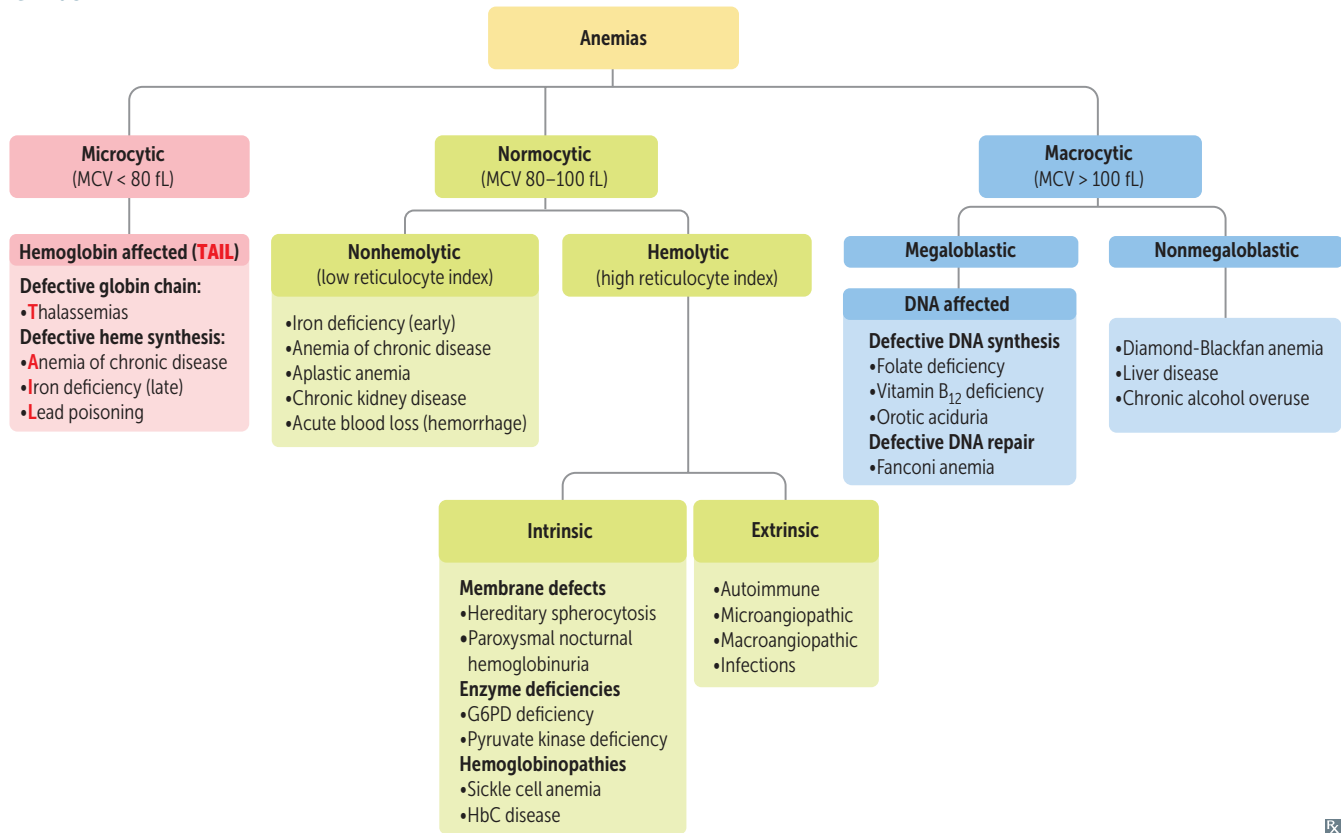 Anemias
Microcytic
(MCV < 80 fL)
Hemoglobin affected (TAIL)
Defective globin chain:
•Thalassemias
Defective heme synthesis:
•Anemia of chronic disease
•Iron deficiency (late)
•Lead poisoning
Normocytic
(MCV 80–100 fL)
Nonhemolytic
(low reticulocyte index)
•Iron deficiency (early)
•Anemia of chronic disease
•Aplastic anemia
•Chronic kidney disease
•Acute blood loss (hemorrhage)
Hemolytic
(high reticulocyte index)
Intrinsic
Membrane defects
•Hereditary spherocytosis
•Paroxysmal nocturnal
hemoglobinuria
Enzyme deficiencies
•G6PD deficiency
•Pyruvate kinase deficiency
Hemoglobinopathies
•Sickle cell anemia
•HbC disease
Extrinsic
•Autoimmune
•Microangiopathic
•Macroangiopathic
•Infections
Macrocytic
(MCV > 100 fL)
Megaloblastic
DNA affected
Defective DNA synthesis
•Folate deficiency
•Vitamin B₁₂ deficiency
•Orotic aciduria
Defective DNA repair
•Fanconi anemia
Nonmegaloblastic
•Diamond-Blackfan anemia
•Liver disease
•Chronic alcohol overuse
℞